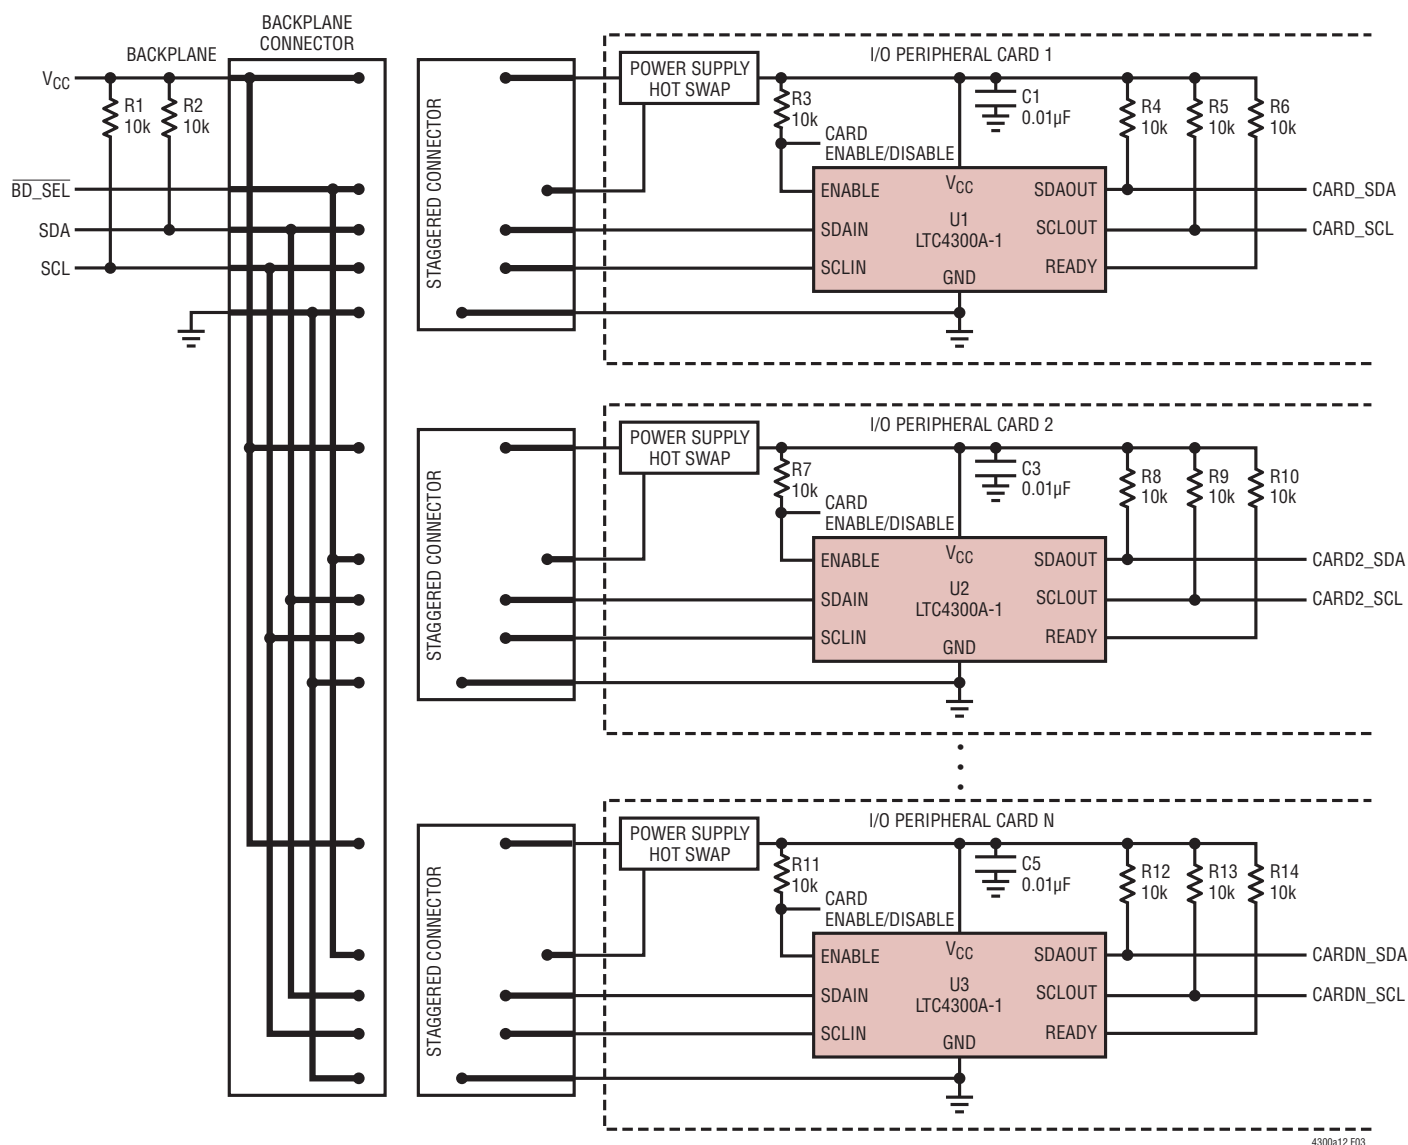 BACKPLANE
CONNECTOR
BACKPLANE
VCC
R1
10k
R2
10k
BD_SEL
SDA
SCL
STAGGERED CONNECTOR
I/O PERIPHERAL CARD 1
POWER SUPPLY
HOT SWAP
R3
10k
CARD
ENABLE/DISABLE
C1
0.01µF
R4
10k
R5
10k
R6
10k
ENABLE
VCC
SDAOUT
CARD_SDA
SDAIN
U1
LTC4300A-1
SCLOUT
CARD_SCL
SCLIN
GND
READY
STAGGERED CONNECTOR
I/O PERIPHERAL CARD 2
POWER SUPPLY
HOT SWAP
R7
10k
CARD
ENABLE/DISABLE
C3
0.01µF
R8
10k
R9
10k
R10
10k
ENABLE
VCC
SDAOUT
CARD2_SDA
SDAIN
U2
LTC4300A-1
SCLOUT
CARD2_SCL
SCLIN
GND
READY
STAGGERED CONNECTOR
I/O PERIPHERAL CARD N
POWER SUPPLY
HOT SWAP
R11
10k
CARD
ENABLE/DISABLE
C5
0.01µF
R12
10k
R13
10k
R14
10k
ENABLE
VCC
SDAOUT
CARDN_SDA
SDAIN
U3
LTC4300A-1
SCLOUT
CARDN_SCL
SCLIN
GND
READY
4300a12 F03